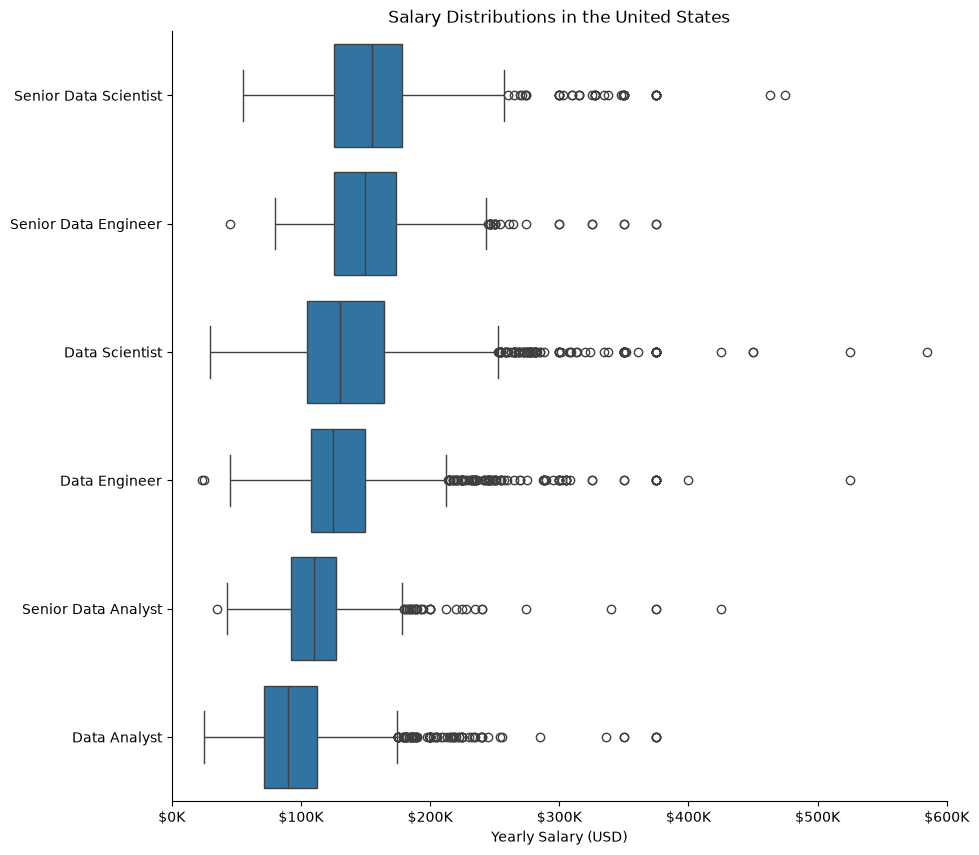 Salary Distributions in the United States
Senior Data Scientist
Senior Data Engineer
Data Scientist
Data Engineer
Senior Data Analyst
Data Analyst
$0K $100K $200K $300K $400K $500K $600K
Yearly Salary (USD)